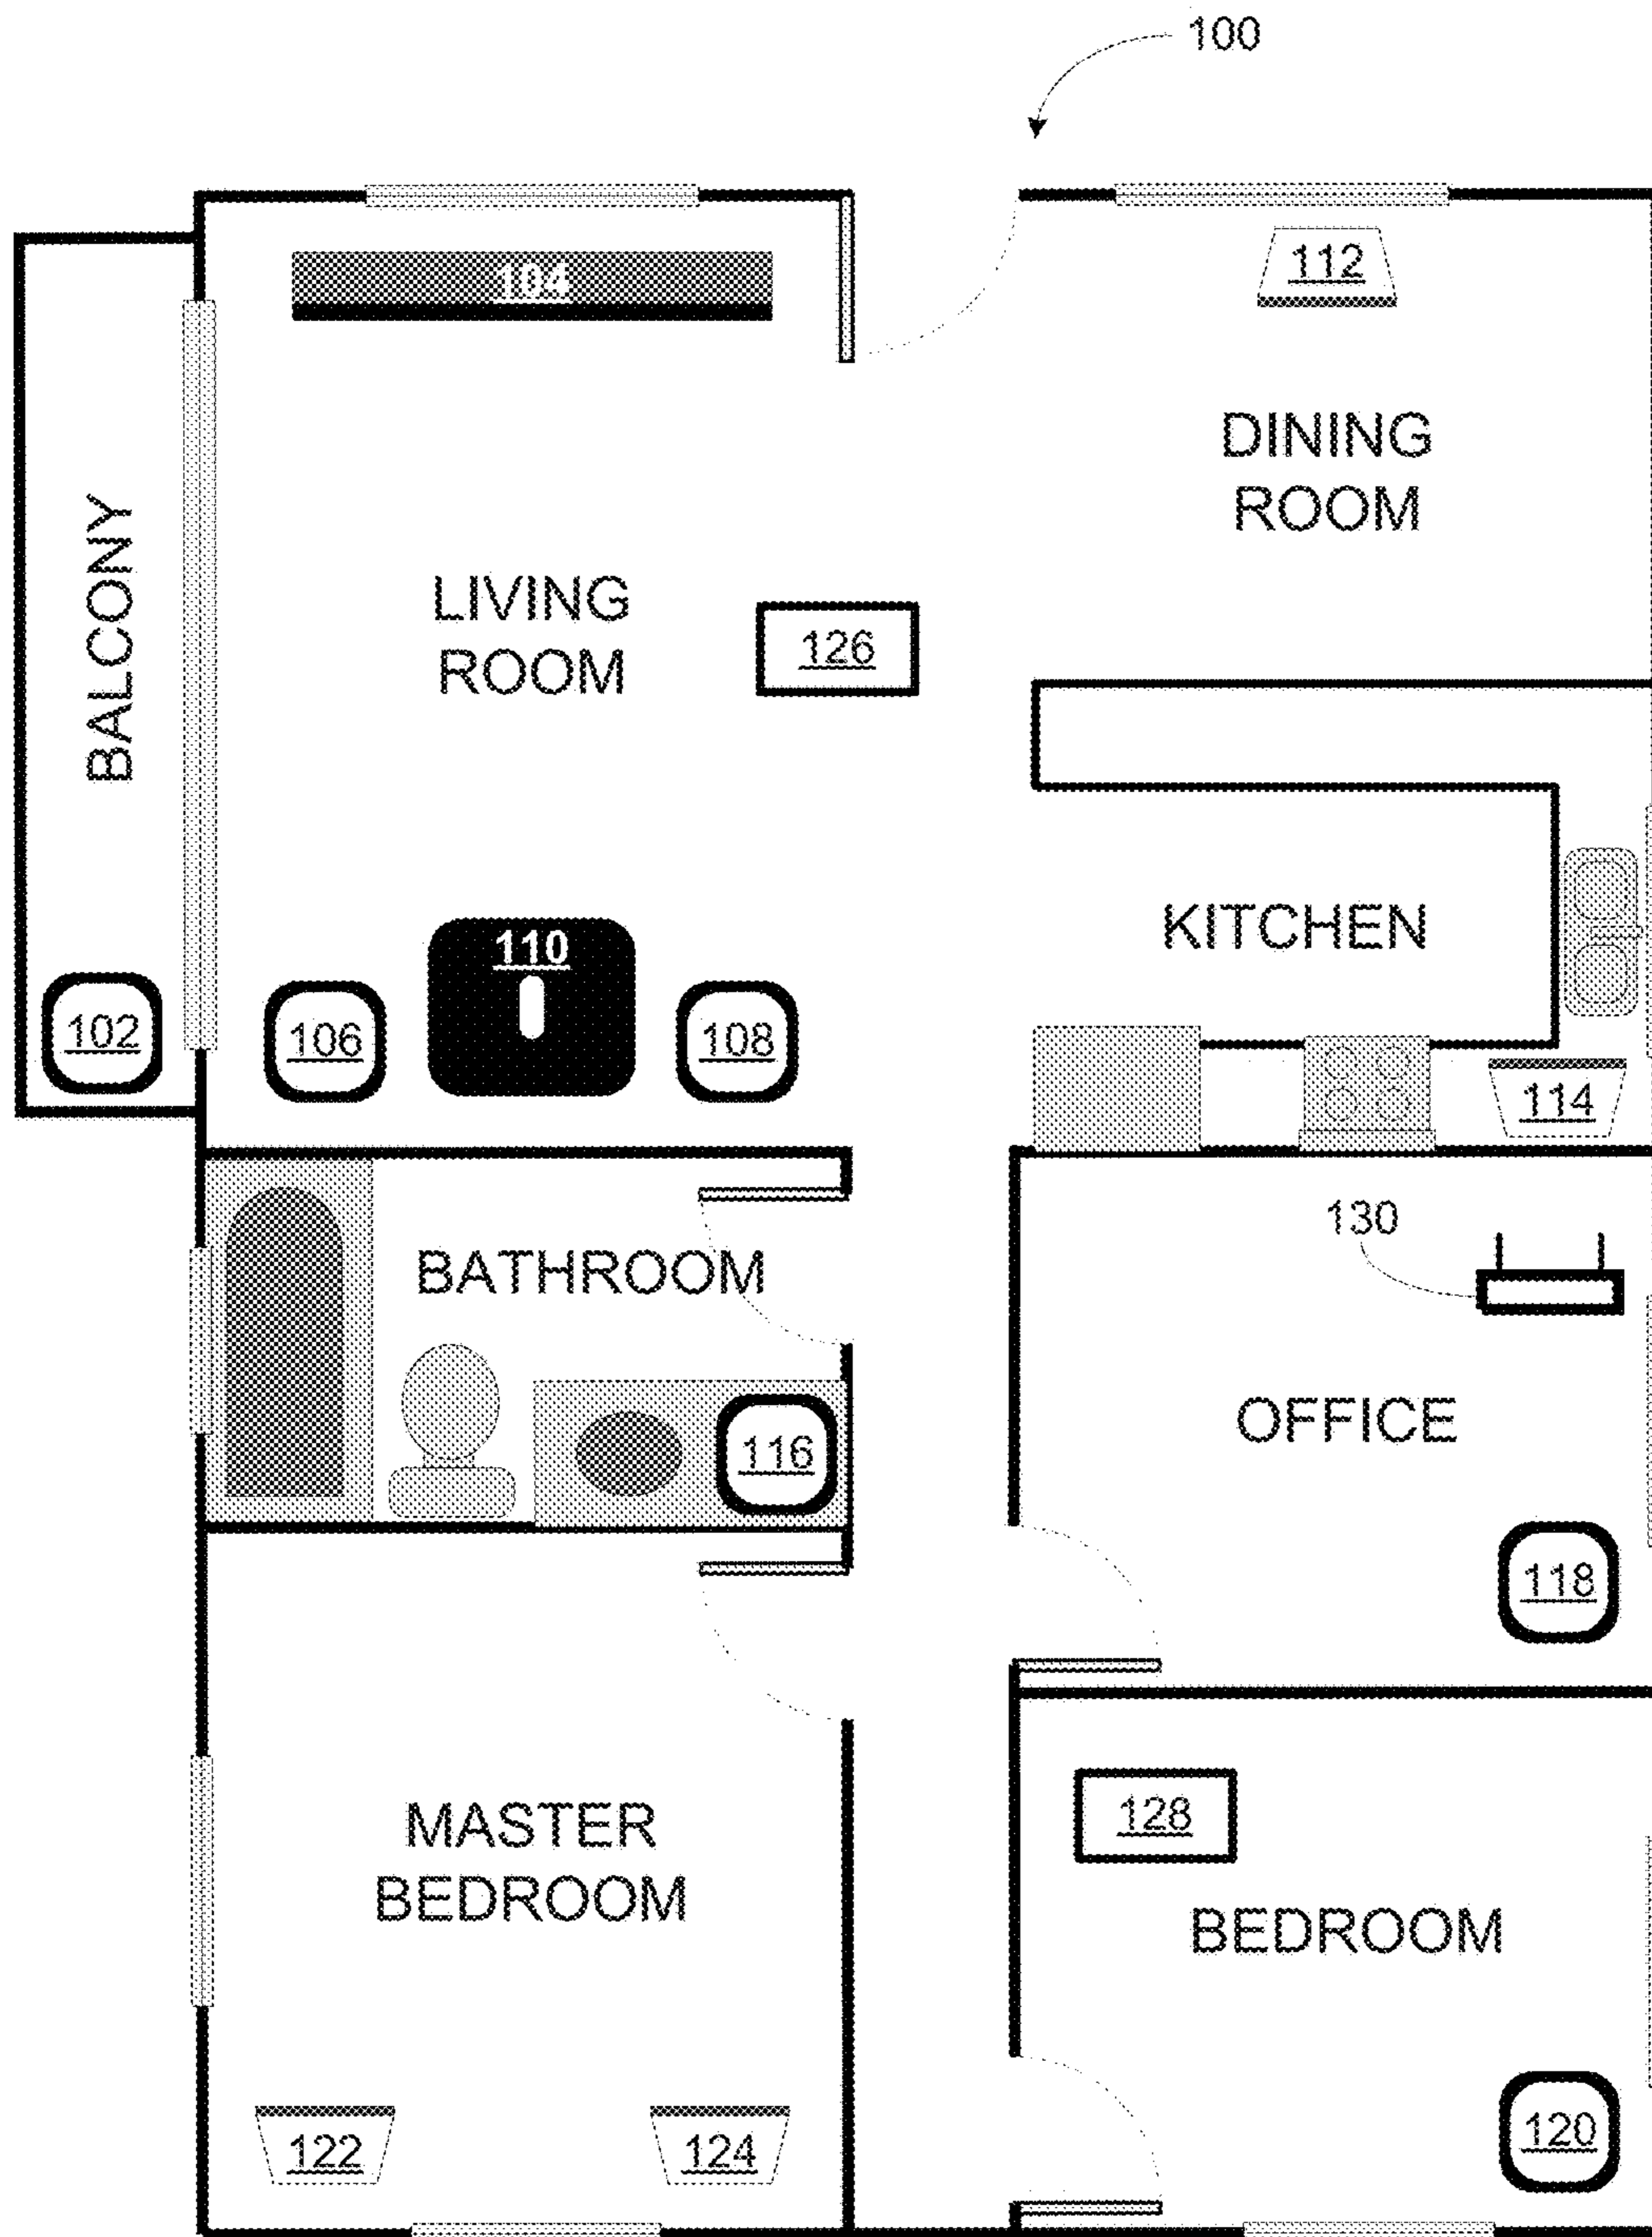 100
104
112
DINING
ROOM
BALCONY
LIVING
ROOM
126
KITCHEN
110
102
106
108
114
130
BATHROOM
OFFICE
116
118
128
MASTER
BEDROOM
BEDROOM
122
124
120